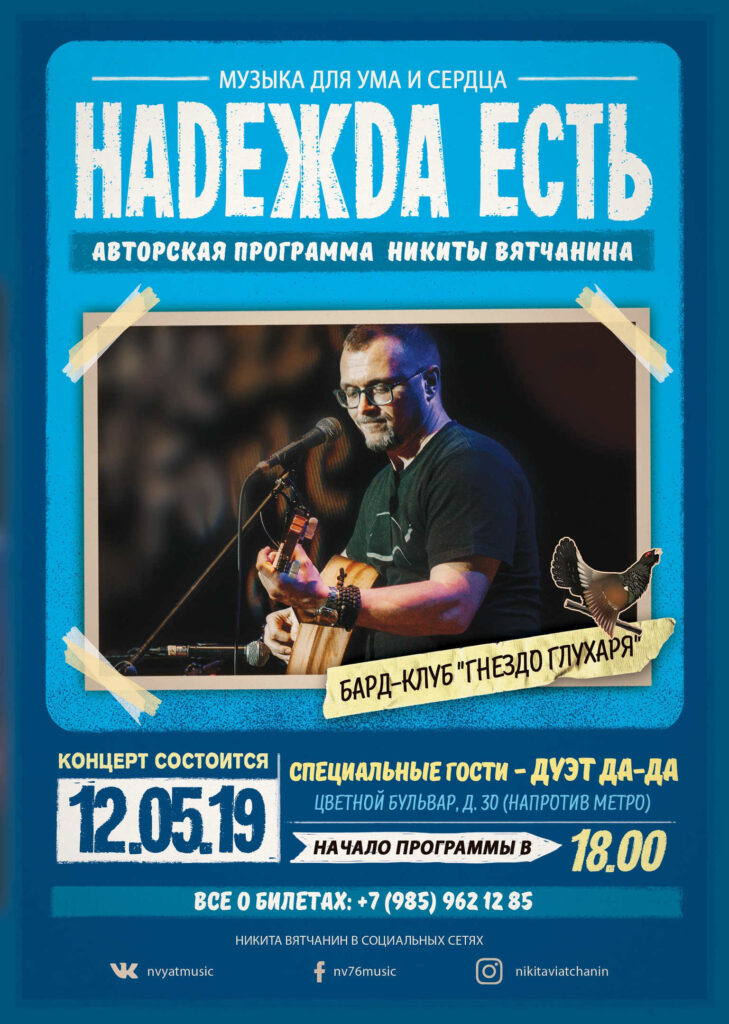 МУЗЫКА ДЛЯ УМА И СЕРДЦА
НАДЕЖДА ЕСТЬ
АВТОРСКАЯ ПРОГРАММА НИКИТЫ ВЯТЧАНИНА
БАРД-КЛУБ "ГНЕЗДО ГЛУХАРЯ"
КОНЦЕРТ СОСТОИТСЯ
12.05.19
СПЕЦИАЛЬНЫЕ ГОСТИ - ДУЭТ ДА-ДА
ЦВЕТНОЙ БУЛЬВАР, Д. 30 (НАПРОТИВ МЕТРО)
НАЧАЛО ПРОГРАММЫ В 18.00
ВСЕ О БИЛЕТАХ: +7 (985) 962 12 85
НИКИТА ВЯТЧАНИН В СОЦИАЛЬНЫХ СЕТЯХ
nvyatmusic nv76music nikitaviatchanin